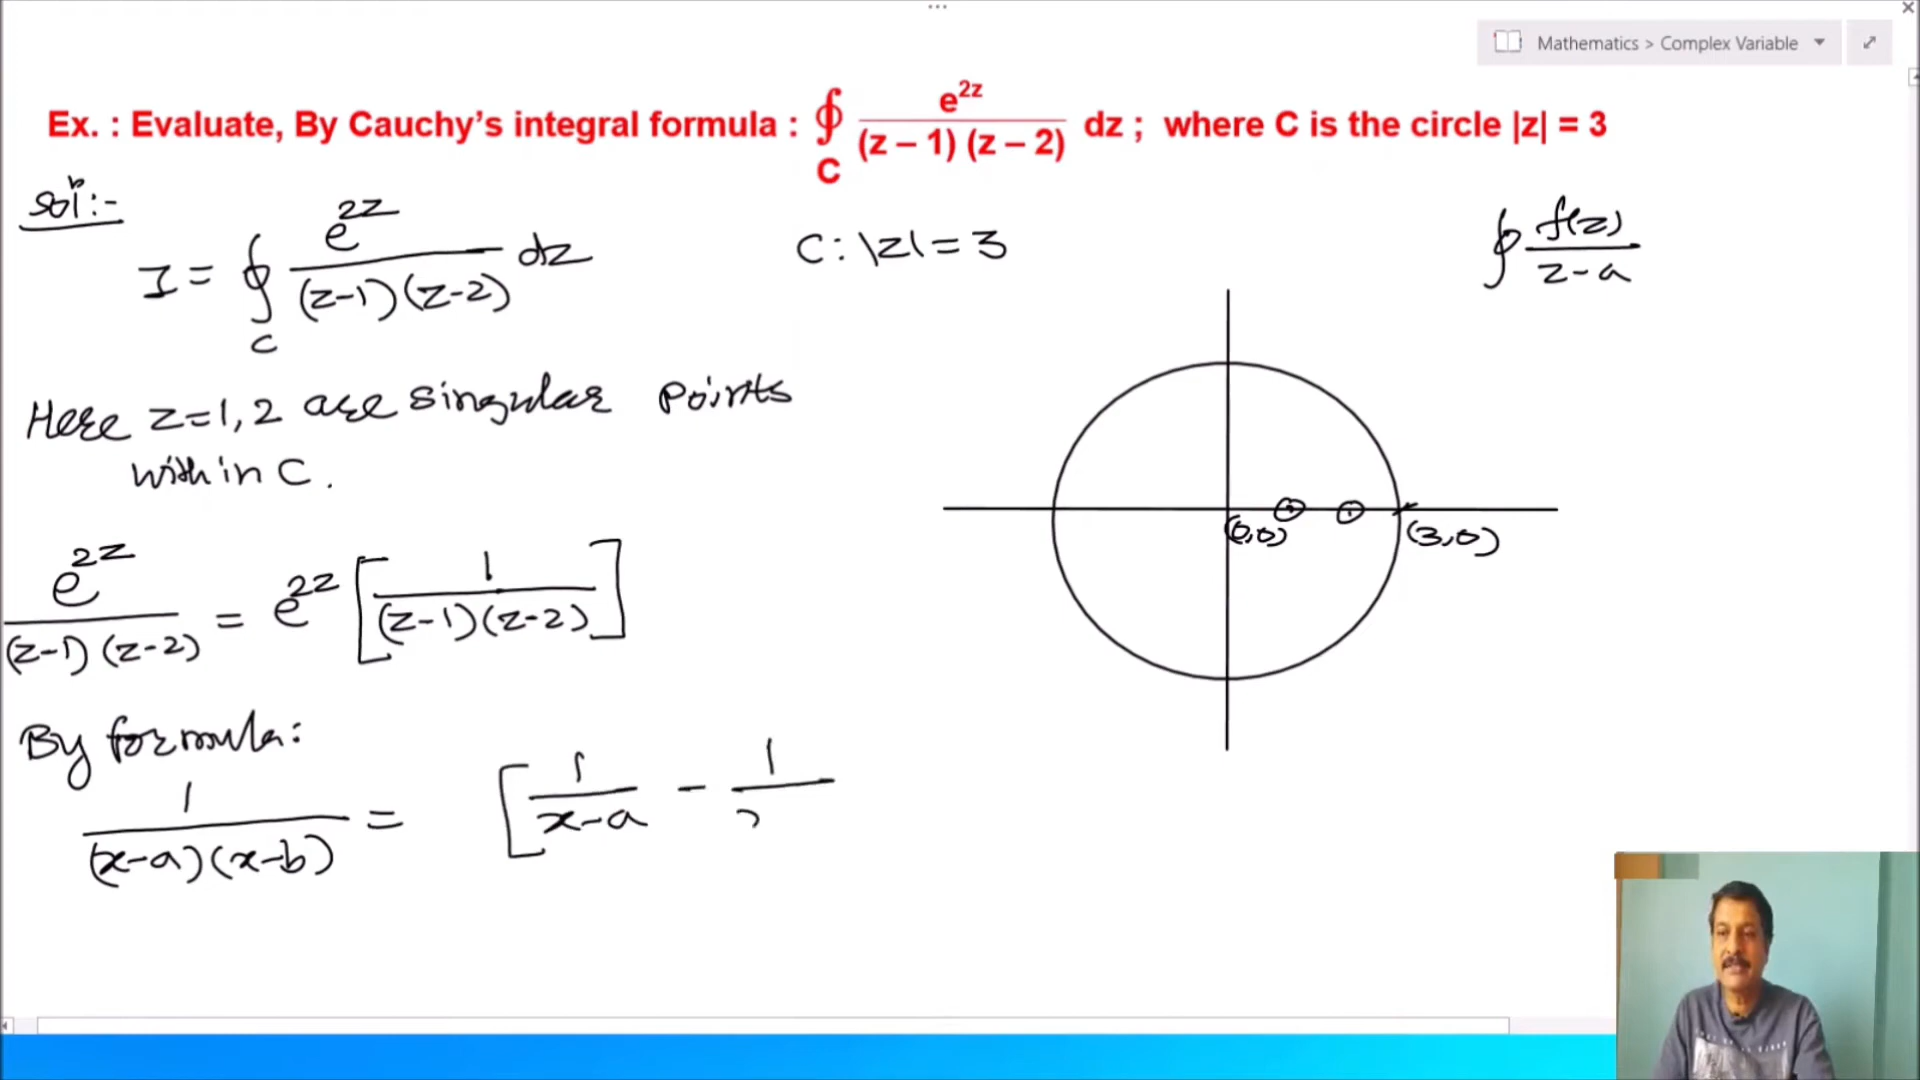 Mathematics > Complex Variable
Ex. : Evaluate, By Cauchy's integral formula : ∮_C e^{2z} / ((z – 1) (z – 2)) dz ; where C is the circle |z| = 3
Solⁿ:-
I = ∮_C e^{2z} / ((z-1)(z-2)) dz
C: |z| = 3
∮ f(z) / (z-a)
Here z=1,2 are singular points
within C.
(0,0)
(3,0)
e^{2z} / ((z-1)(z-2)) = e^{2z} [ 1 / ((z-1)(z-2)) ]
By formula:
1 / ((x-a)(x-b)) = [ 1 / (x-a) - 1 /